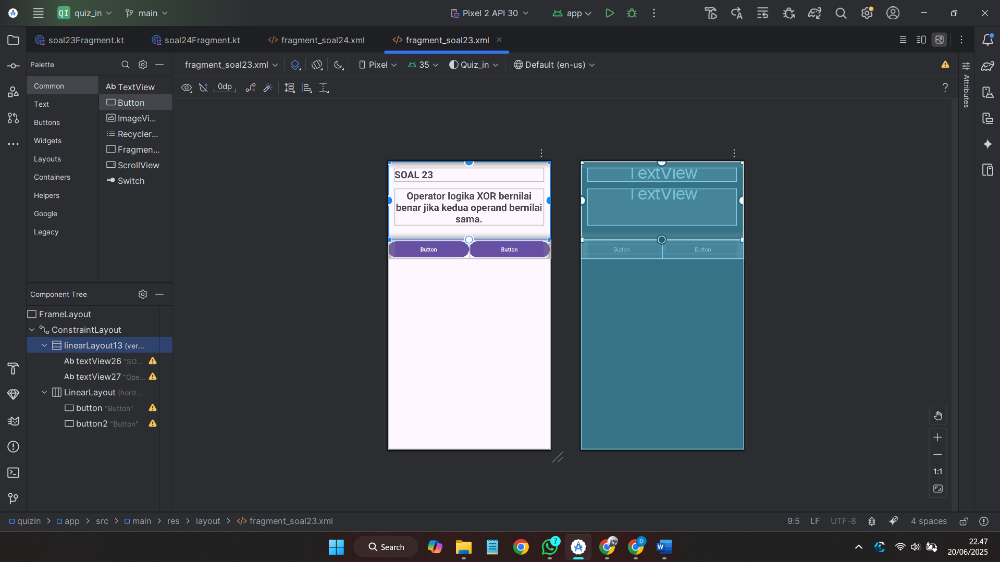 QI quiz_in
main
Pixel 2 API 30
app
soal23Fragment.kt
soal24Fragment.kt
fragment_soal24.xml
fragment_soal23.xml
Palette
fragment_soal23.xml
Pixel
35
Quiz_in
Default (en-us)
Attributes
Common
Text
Buttons
Widgets
Layouts
Containers
Helpers
Google
Legacy
Ab TextView
Button
ImageVi...
Recycler...
Fragmen...
ScrollView
Switch
0dp
?
SOAL 23
Operator logika XOR bernilai
benar jika kedua operand bernilai
sama.
Button
Button
TextView
TextView
Button
Button
Component Tree
FrameLayout
ConstraintLayout
linearLayout13 (ver...
Ab textView26 "SO...
Ab textView27 "Ope...
LinearLayout (horiz...
button "Button"
button2 "Button"
1:1
quizin > app > src > main > res > layout > fragment_soal23.xml
9:5 LF UTF-8 4 spaces
Search
7
D
W
22.47
20/06/2025